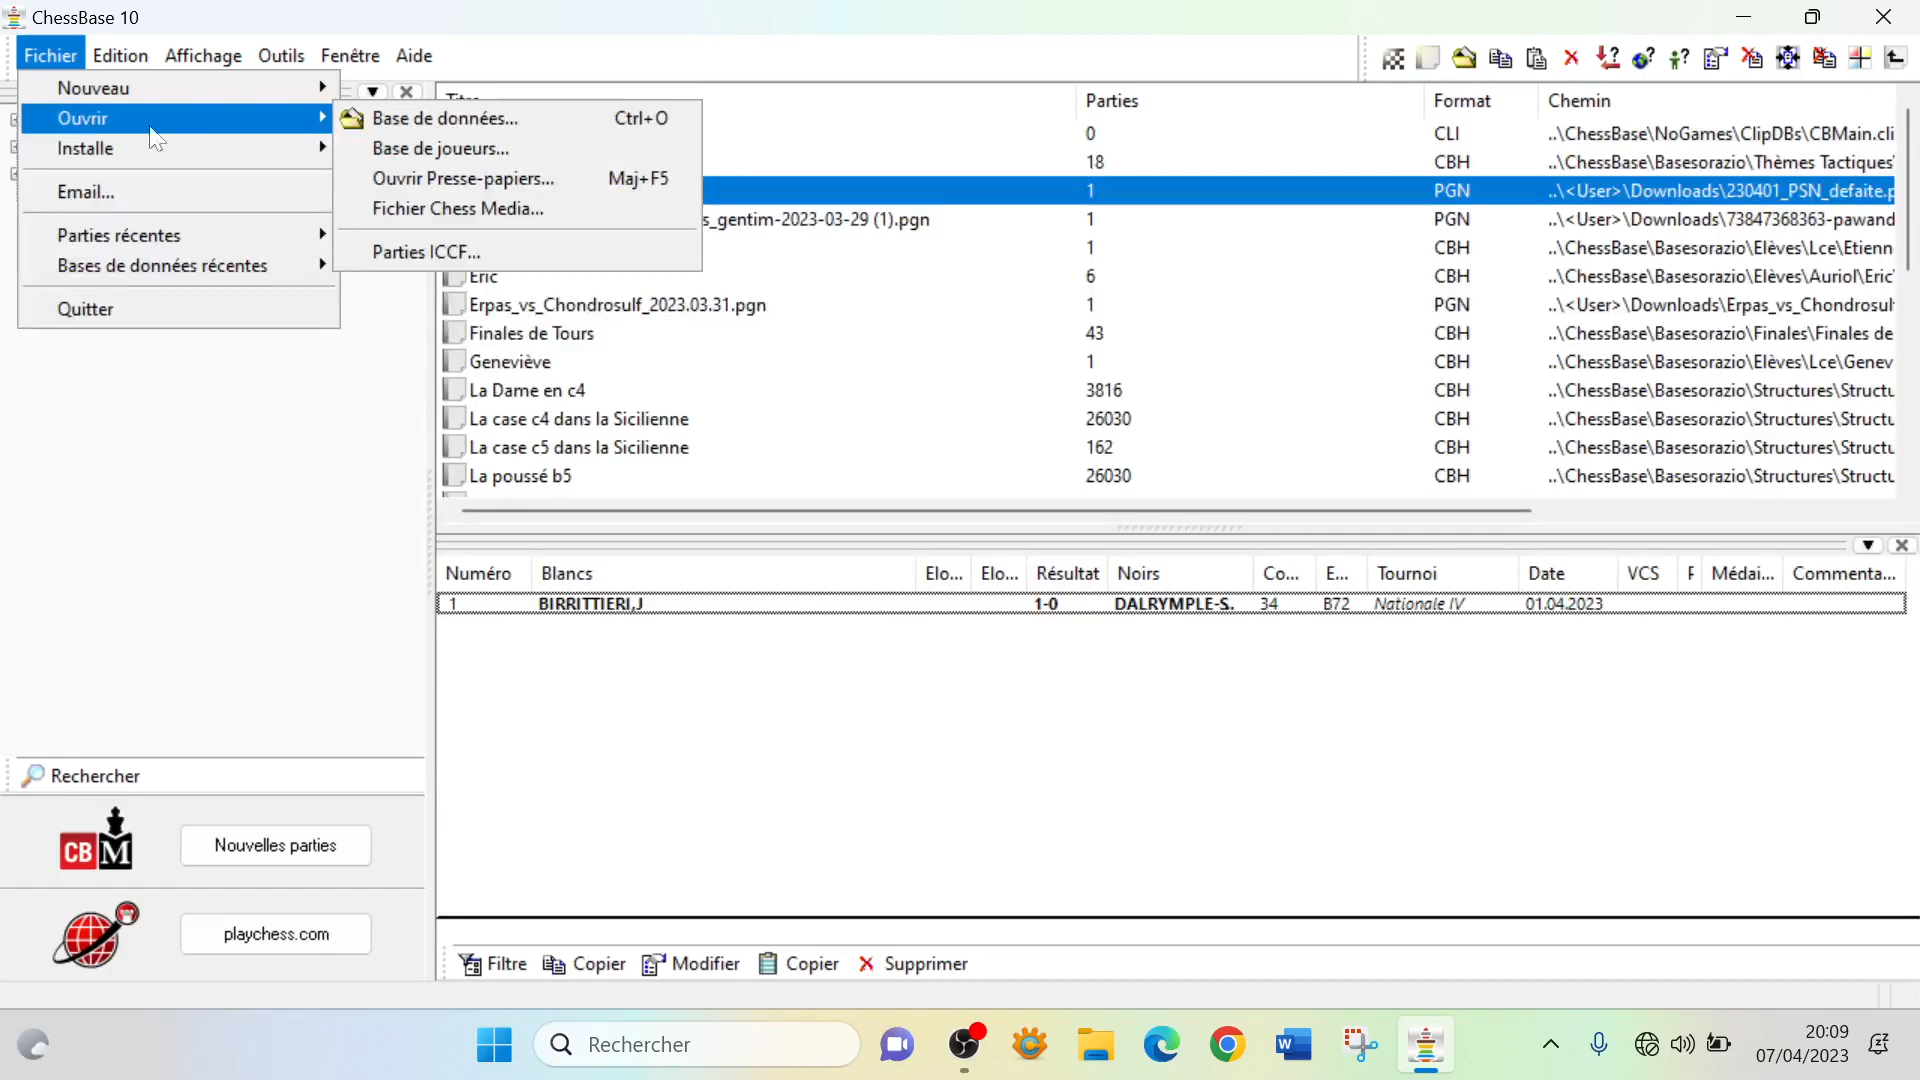 ChessBase 10
Fichier Edition Affichage Outils Fenêtre Aide
Nouveau
Ouvrir
Installe
Email...
Parties récentes
Bases de données récentes
Quitter
Base de données... Ctrl+O
Base de joueurs...
Ouvrir Presse-papiers... Maj+F5
Fichier Chess Media...
Parties ICCF...
Parties Format Chemin
0 CLI ..\ChessBase\NoGames\ClipDBs\CBMain.cli
18 CBH ..\ChessBase\Basesorazio\Thèmes Tactiques
1 PGN ..\<User>\Downloads\230401_PSN_defaite.p
s_gentim-2023-03-29 (1).pgn 1 PGN ..\<User>\Downloads\73847368363-pawand
1 CBH ..\ChessBase\Basesorazio\Elèves\Lce\Etienn
Eric 6 CBH ..\ChessBase\Basesorazio\Elèves\Auriol\Eric
Erpas_vs_Chondrosulf_2023.03.31.pgn 1 PGN ..\<User>\Downloads\Erpas_vs_Chondrosulf
Finales de Tours 43 CBH ..\ChessBase\Basesorazio\Finales\Finales de
Geneviève 1 CBH ..\ChessBase\Basesorazio\Elèves\Lce\Genev
La Dame en c4 3816 CBH ..\ChessBase\Basesorazio\Structures\Structu
La case c4 dans la Sicilienne 26030 CBH ..\ChessBase\Basesorazio\Structures\Structu
La case c5 dans la Sicilienne 162 CBH ..\ChessBase\Basesorazio\Structures\Structu
La poussé b5 26030 CBH ..\ChessBase\Basesorazio\Structures\Structu
Numéro Blancs Elo... Elo... Résultat Noirs Co... E... Tournoi Date VCS F Médai... Commenta...
1 BIRRITTIERI,J 1-0 DALRYMPLE-S.. 34 B72 Nationale IV 01.04.2023
Rechercher
CBM
Nouvelles parties
playchess.com
Filtre Copier Modifier Copier Supprimer
Rechercher
20:09
07/04/2023